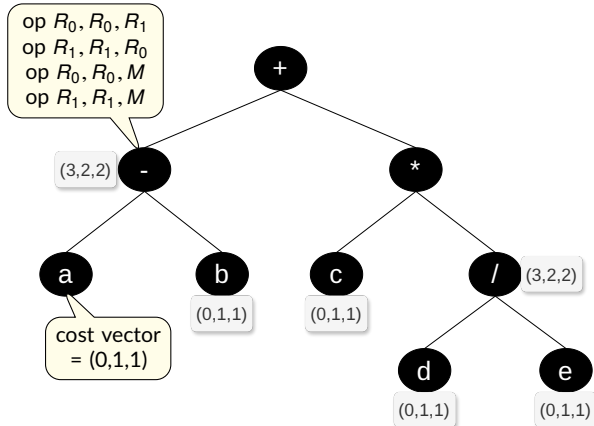 op R₀, R₀, R₁
op R₁, R₁, R₀
op R₀, R₀, M
op R₁, R₁, M
+
(3,2,2)
-
*
a
b
c
/
(3,2,2)
cost vector
= (0,1,1)
(0,1,1)
(0,1,1)
d
e
(0,1,1)
(0,1,1)